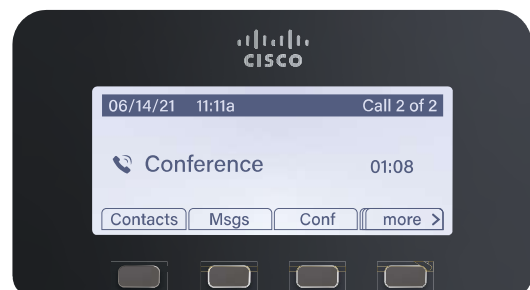 CISCO
06/14/21 11:11a Call 2 of 2
Conference 01:08
Contacts Msgs Conf more >